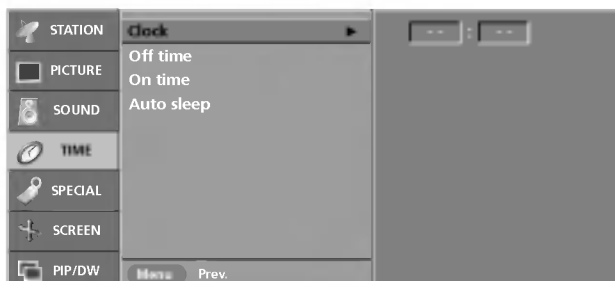 STATION
PICTURE
SOUND
TIME
SPECIAL
SCREEN
PIP/DW
Clock ►
Off time
On time
Auto sleep
Menu Prev.
-- : --